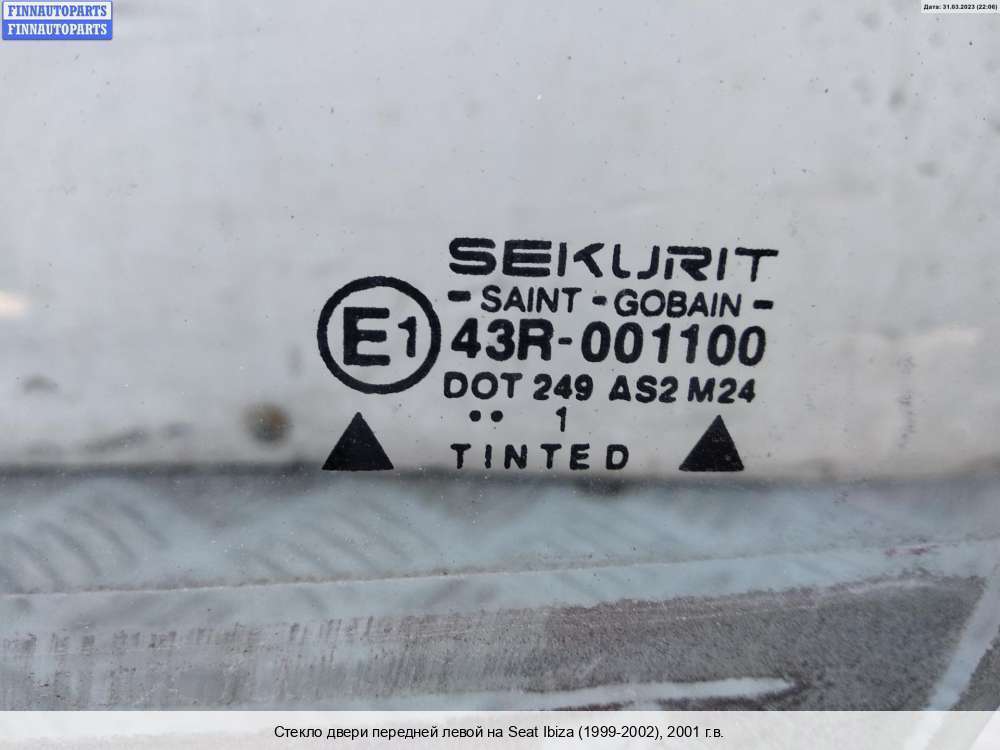 FINNAUTOPARTS
FINNAUTOPARTS
Дата: 31.03.2023 (22:06)
SEKURIT
- SAINT - GOBAIN -
E1
43R-001100
DOT 249 AS2 M24
•• 1
TINTED
Стекло двери передней левой на Seat Ibiza (1999-2002), 2001 г.в.